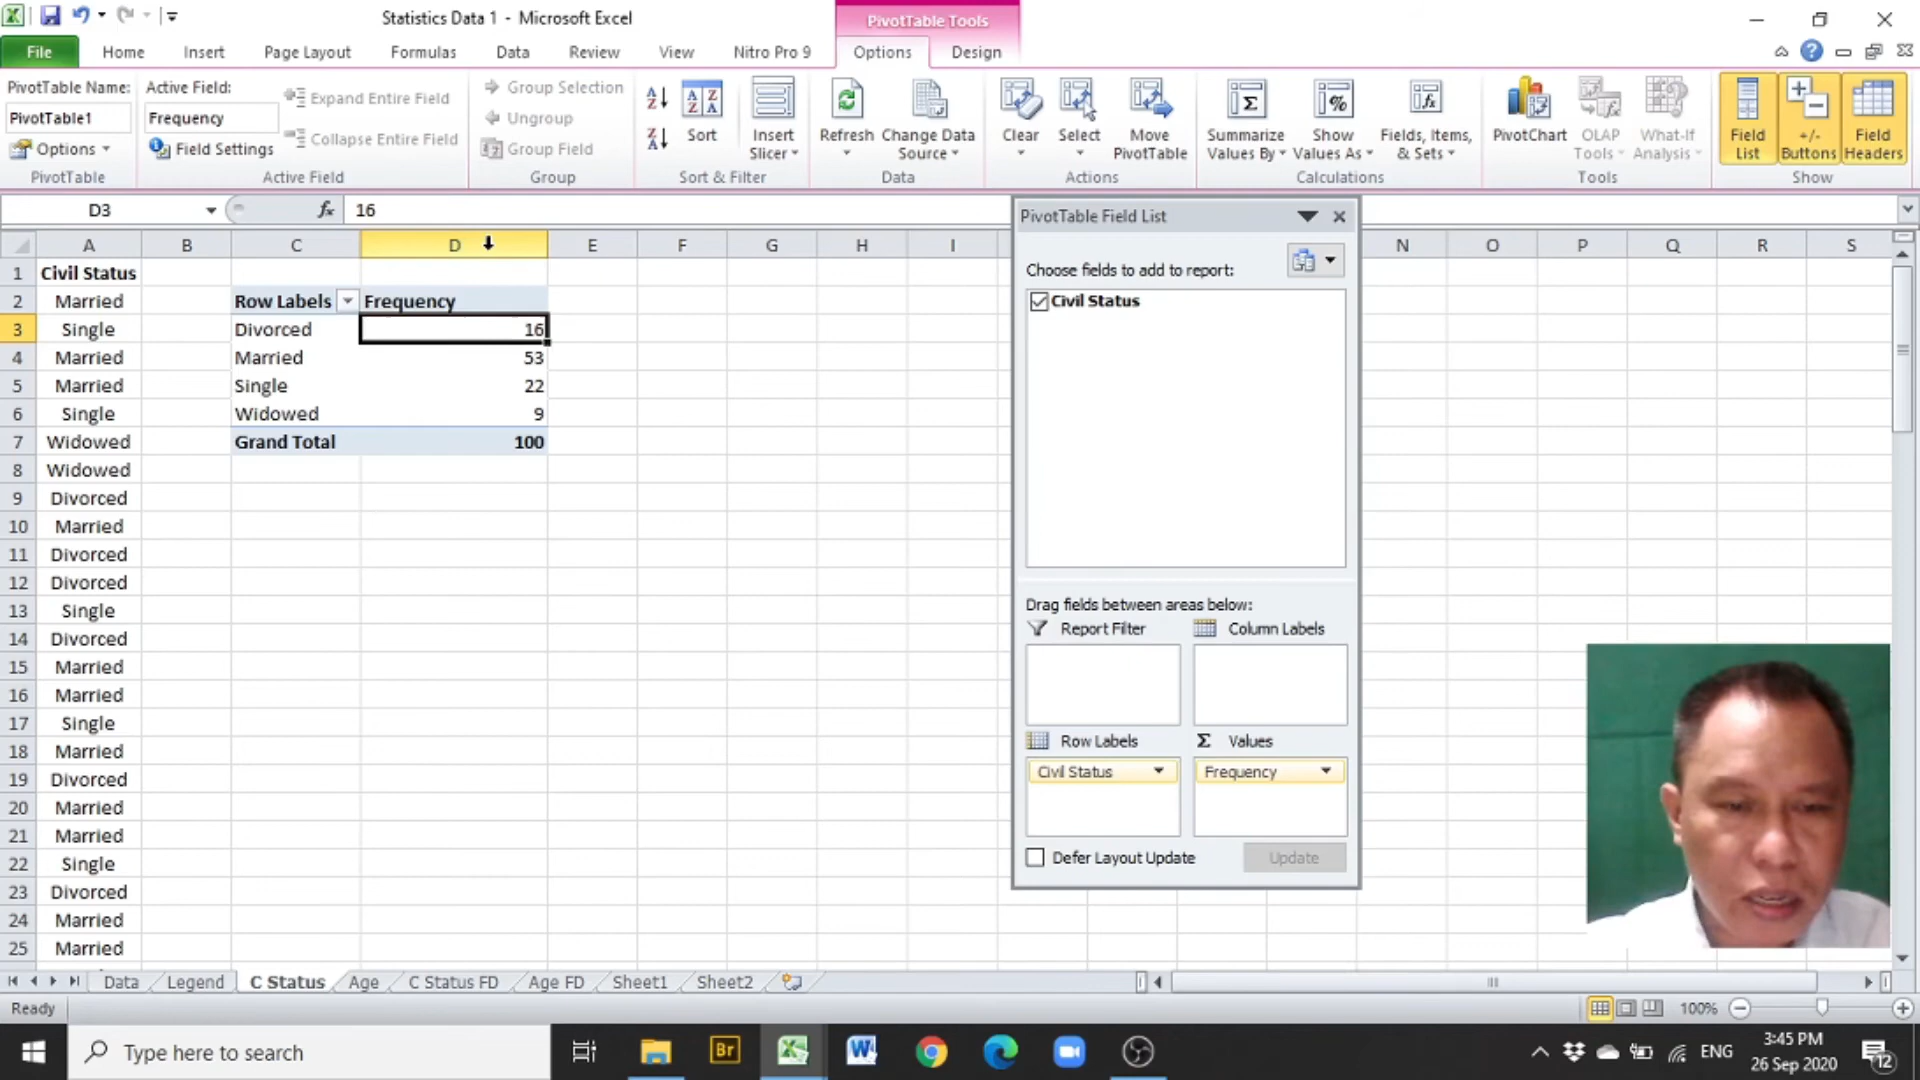 Statistics Data 1 - Microsoft Excel
PivotTable Tools
File Home Insert Page Layout Formulas Data Review View Nitro Pro 9 Options Design
PivotTable Name:
PivotTable1
Options
PivotTable
Active Field:
Frequency
Field Settings
Expand Entire Field
Collapse Entire Field
Active Field
Group Selection
Ungroup
Group Field
Group
Sort
Insert Slicer
Sort & Filter
Refresh
Change Data Source
Data
Clear
Select
Move PivotTable
Actions
Summarize Values By
Show Values As
Fields, Items, & Sets
Calculations
PivotChart
OLAP Tools
What-If Analysis
Tools
Field List
+/- Buttons
Field Headers
Show
D3 fx 16
A B C D E F G H I N O P Q R S
1 Civil Status
2 Married Row Labels Frequency
3 Single Divorced 16
4 Married Married 53
5 Married Single 22
6 Single Widowed 9
7 Widowed Grand Total 100
8 Widowed
9 Divorced
10 Married
11 Divorced
12 Divorced
13 Single
14 Divorced
15 Married
16 Married
17 Single
18 Married
19 Divorced
20 Married
21 Married
22 Single
23 Divorced
24 Married
25 Married
PivotTable Field List
Choose fields to add to report:
Civil Status
Drag fields between areas below:
Report Filter Column Labels
Row Labels Σ Values
Civil Status Frequency
Defer Layout Update Update
Data Legend C Status Age C Status FD Age FD Sheet1 Sheet2
Ready 100%
Type here to search
Br
ENG
3:45 PM
26 Sep 2020
12